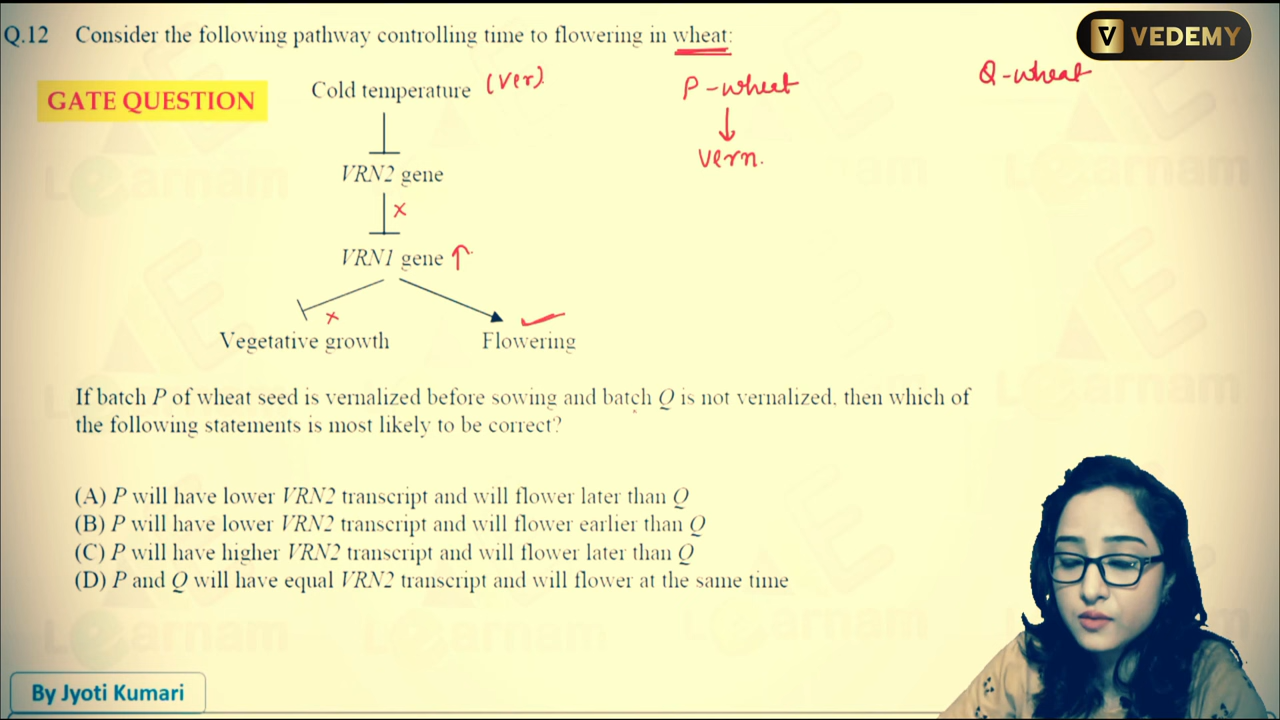 Q.12 Consider the following pathway controlling time to flowering in wheat:
VEDEMY
GATE QUESTION
Cold temperature (Ver)
P-wheat
Q-wheat
↓
Vern.
VRN2 gene
×
VRN1 gene ↑
×
Vegetative growth
Flowering
If batch P of wheat seed is vernalized before sowing and batch Q is not vernalized, then which of
the following statements is most likely to be correct?
(A) P will have lower VRN2 transcript and will flower later than Q
(B) P will have lower VRN2 transcript and will flower earlier than Q
(C) P will have higher VRN2 transcript and will flower later than Q
(D) P and Q will have equal VRN2 transcript and will flower at the same time
By Jyoti Kumari